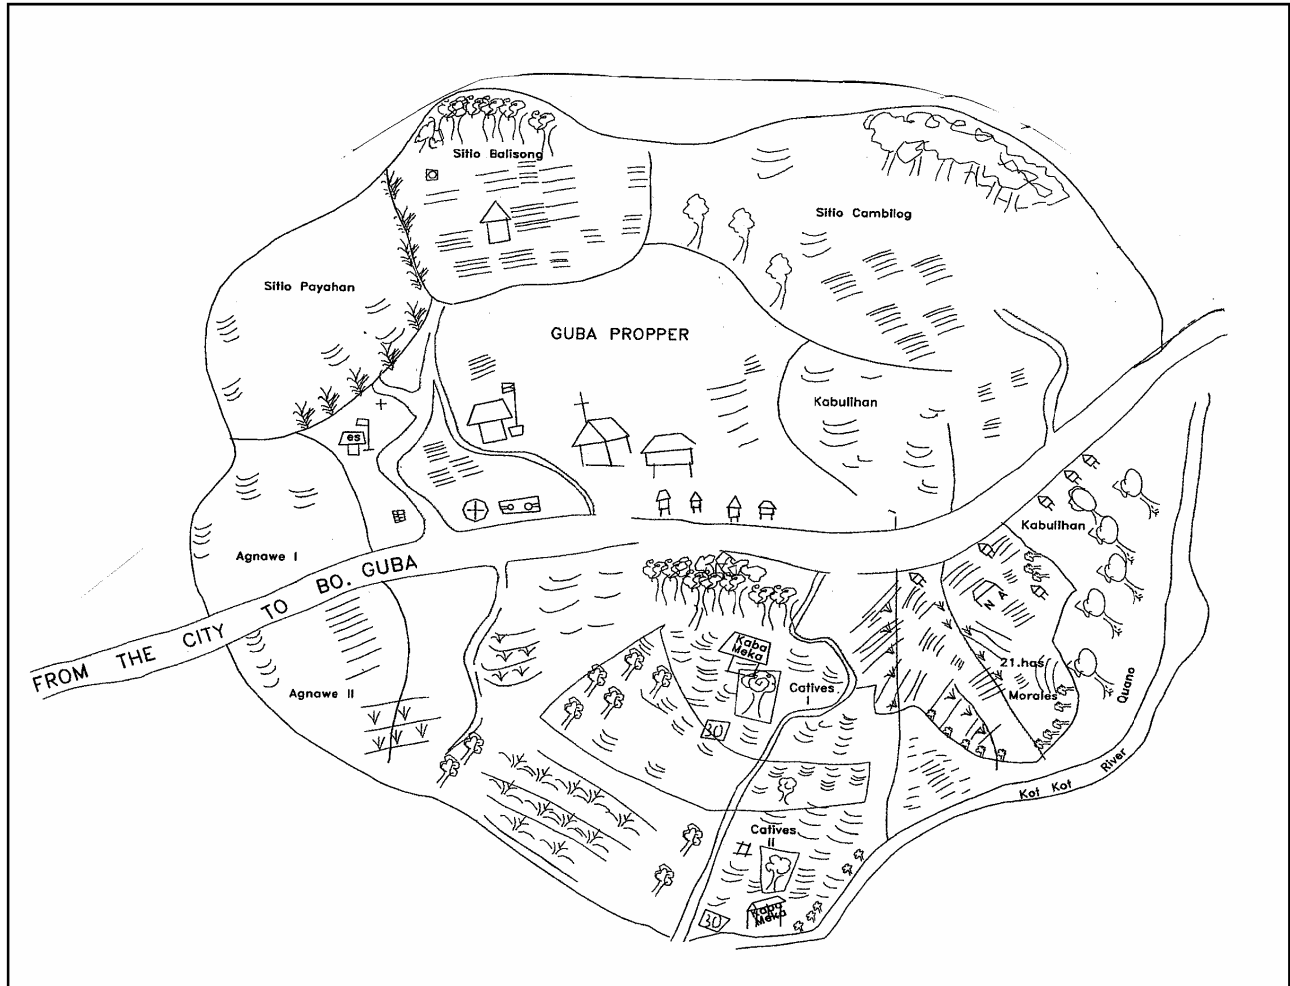 Sitio Balisong
Sitio Cambilog
Sitio Payahan
GUBA PROPPER
Kabulihan
es
Kabulihan
Agnawe I
FROM THE CITY TO BO. GUBA
N A
Kaba
Meka
21.has
Morales
Agnawe II
Catives
I
Quano
30
Kot Kot River
Catives
II
30
Kaba
Meka